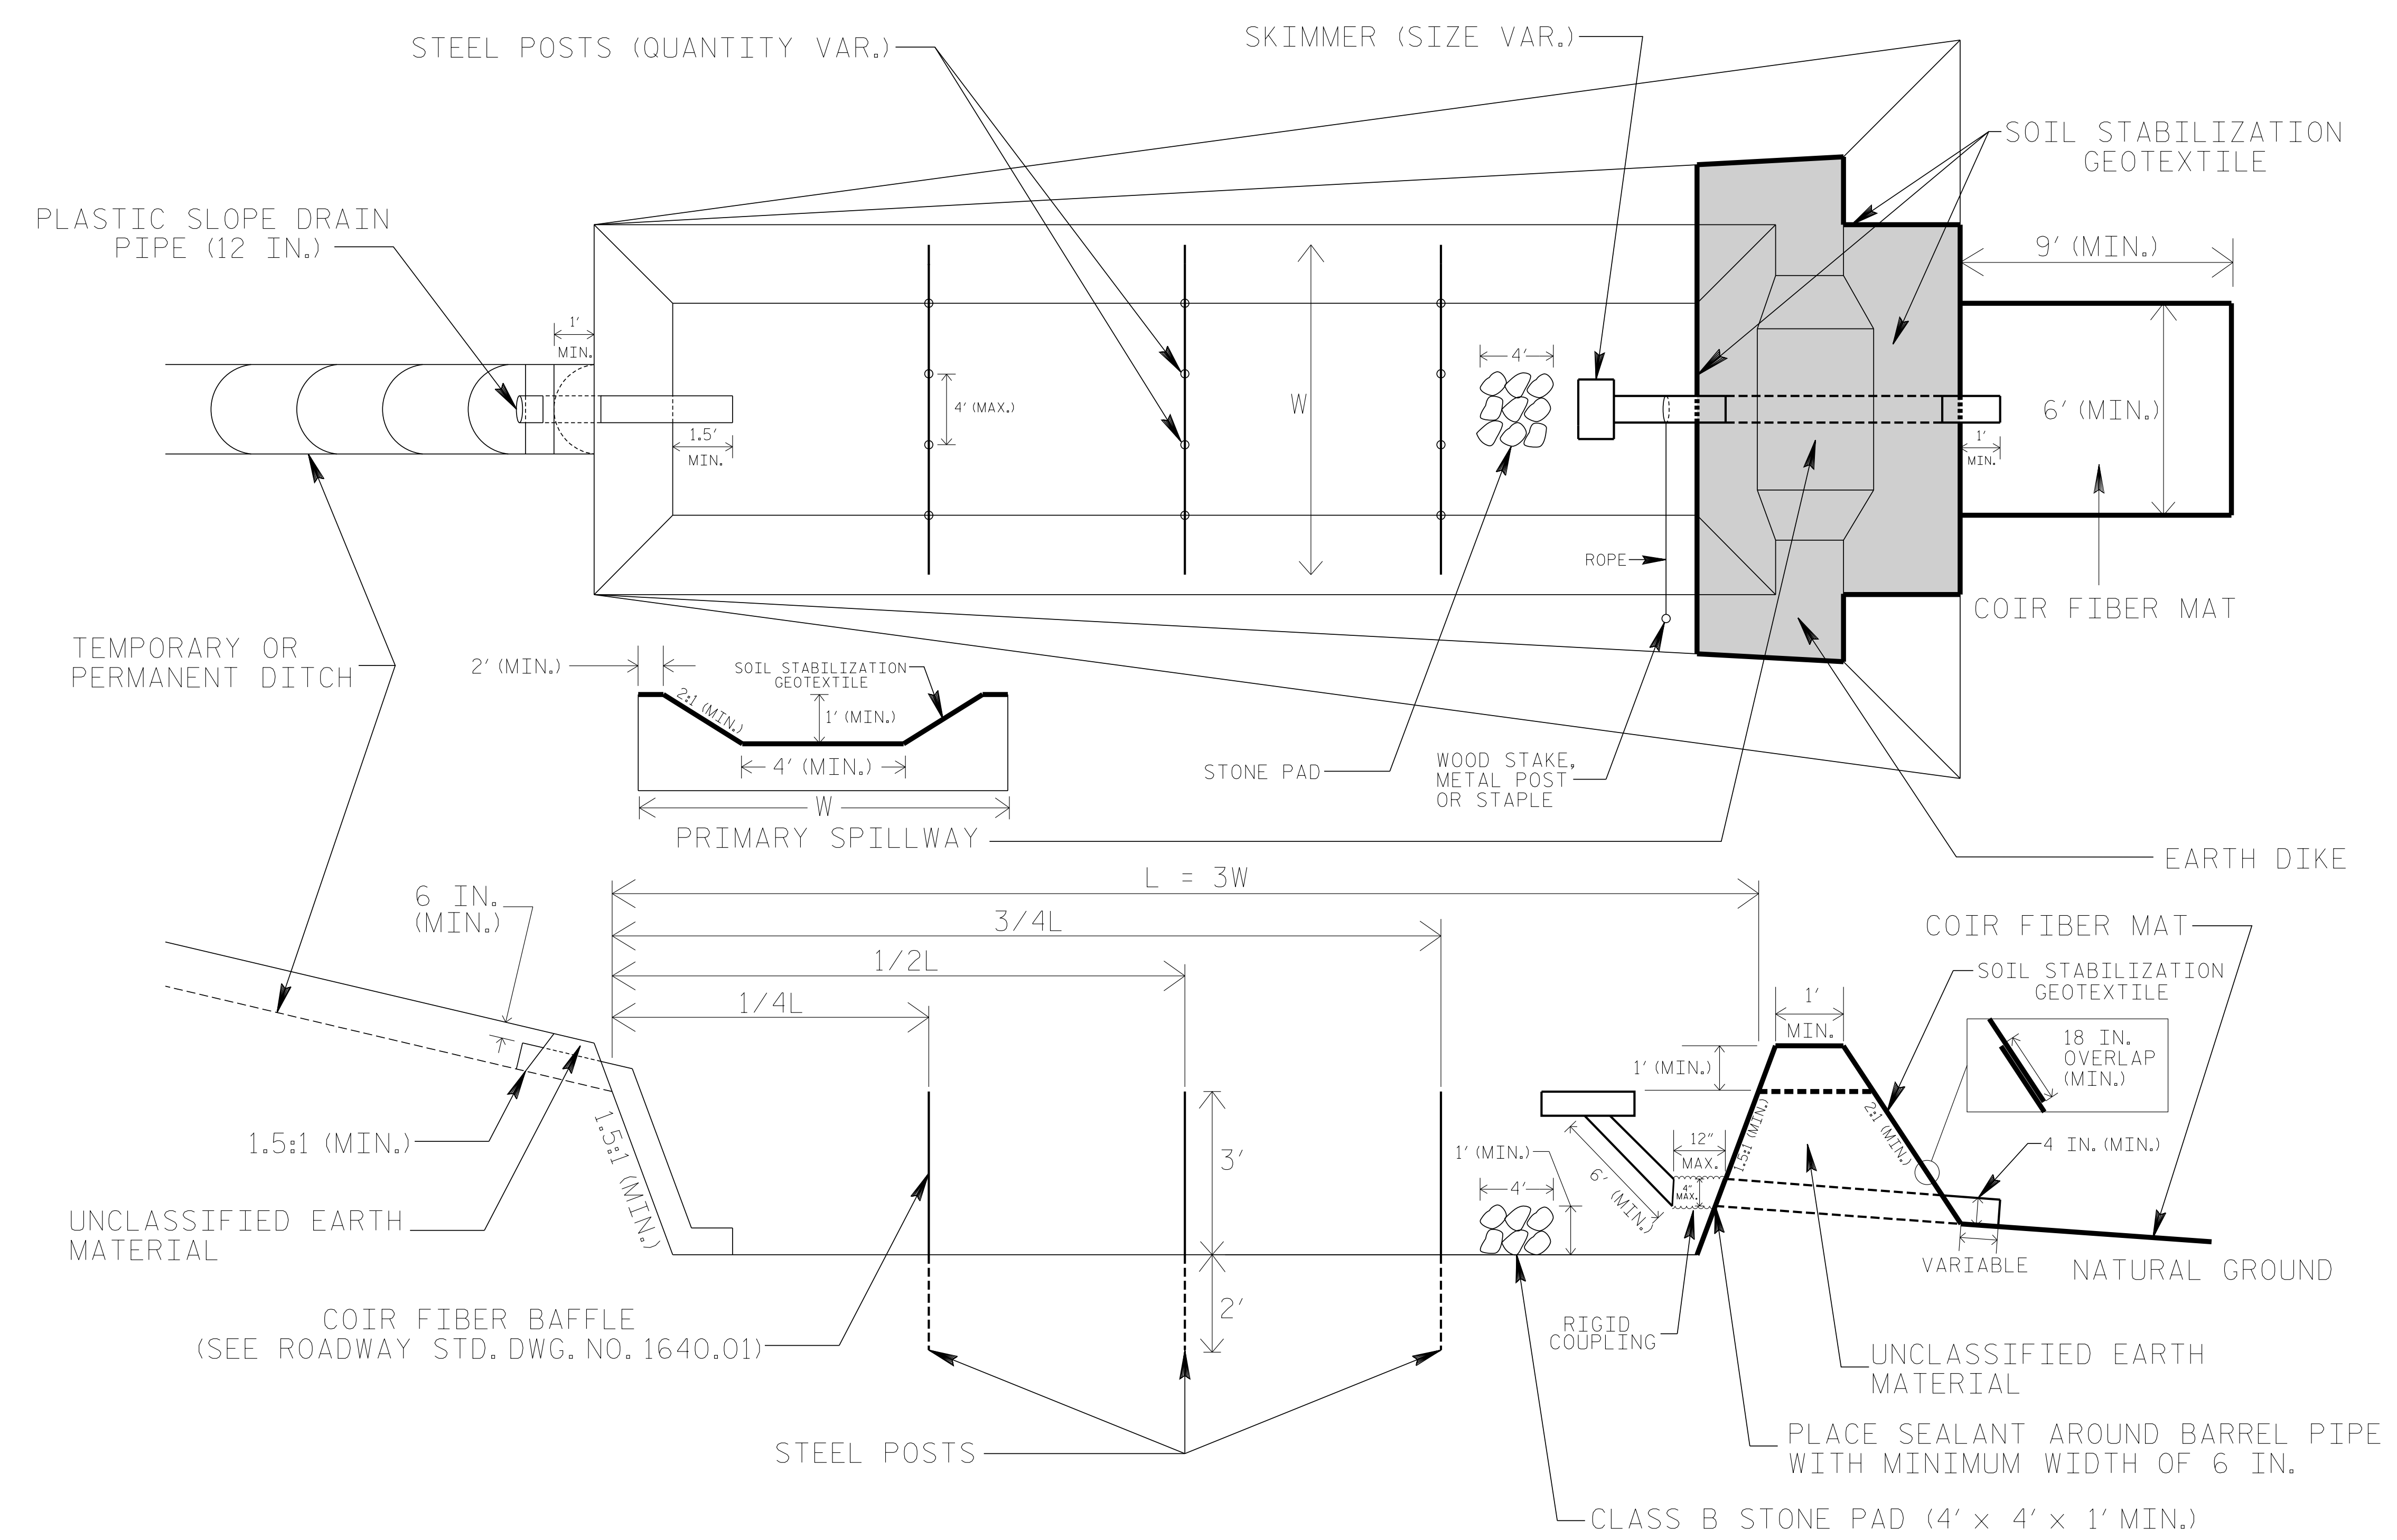 STEEL POSTS (QUANTITY VAR.)
SKIMMER (SIZE VAR.)
SOIL STABILIZATION
GEOTEXTILE
PLASTIC SLOPE DRAIN
PIPE (12 IN.)
9' (MIN.)
1'
MIN.
4'
4' (MAX.)
W
6' (MIN.)
1.5'
MIN.
1'
MIN.
ROPE
COIR FIBER MAT
TEMPORARY OR
PERMANENT DITCH
2' (MIN.)
SOIL STABILIZATION
GEOTEXTILE
2:1 (MIN.)
1' (MIN.)
4' (MIN.)
W
PRIMARY SPILLWAY
STONE PAD
WOOD STAKE,
METAL POST
OR STAPLE
EARTH DIKE
L = 3W
3/4L
1/2L
1/4L
6 IN.
(MIN.)
COIR FIBER MAT
SOIL STABILIZATION
GEOTEXTILE
1'
MIN.
18 IN.
OVERLAP
(MIN.)
1' (MIN.)
1.5:1 (MIN.)
2:1 (MIN.)
4 IN. (MIN.)
12"
MAX.
4"
MAX.
1' (MIN.)
6' (MIN.)
4'
1.5:1 (MIN.)
1.5:1 (MIN.)
3'
2'
UNCLASSIFIED EARTH
MATERIAL
VARIABLE
NATURAL GROUND
COIR FIBER BAFFLE
(SEE ROADWAY STD. DWG. NO. 1640.01)
RIGID
COUPLING
UNCLASSIFIED EARTH
MATERIAL
STEEL POSTS
PLACE SEALANT AROUND BARREL PIPE
WITH MINIMUM WIDTH OF 6 IN.
CLASS B STONE PAD (4' x 4' x 1' MIN.)